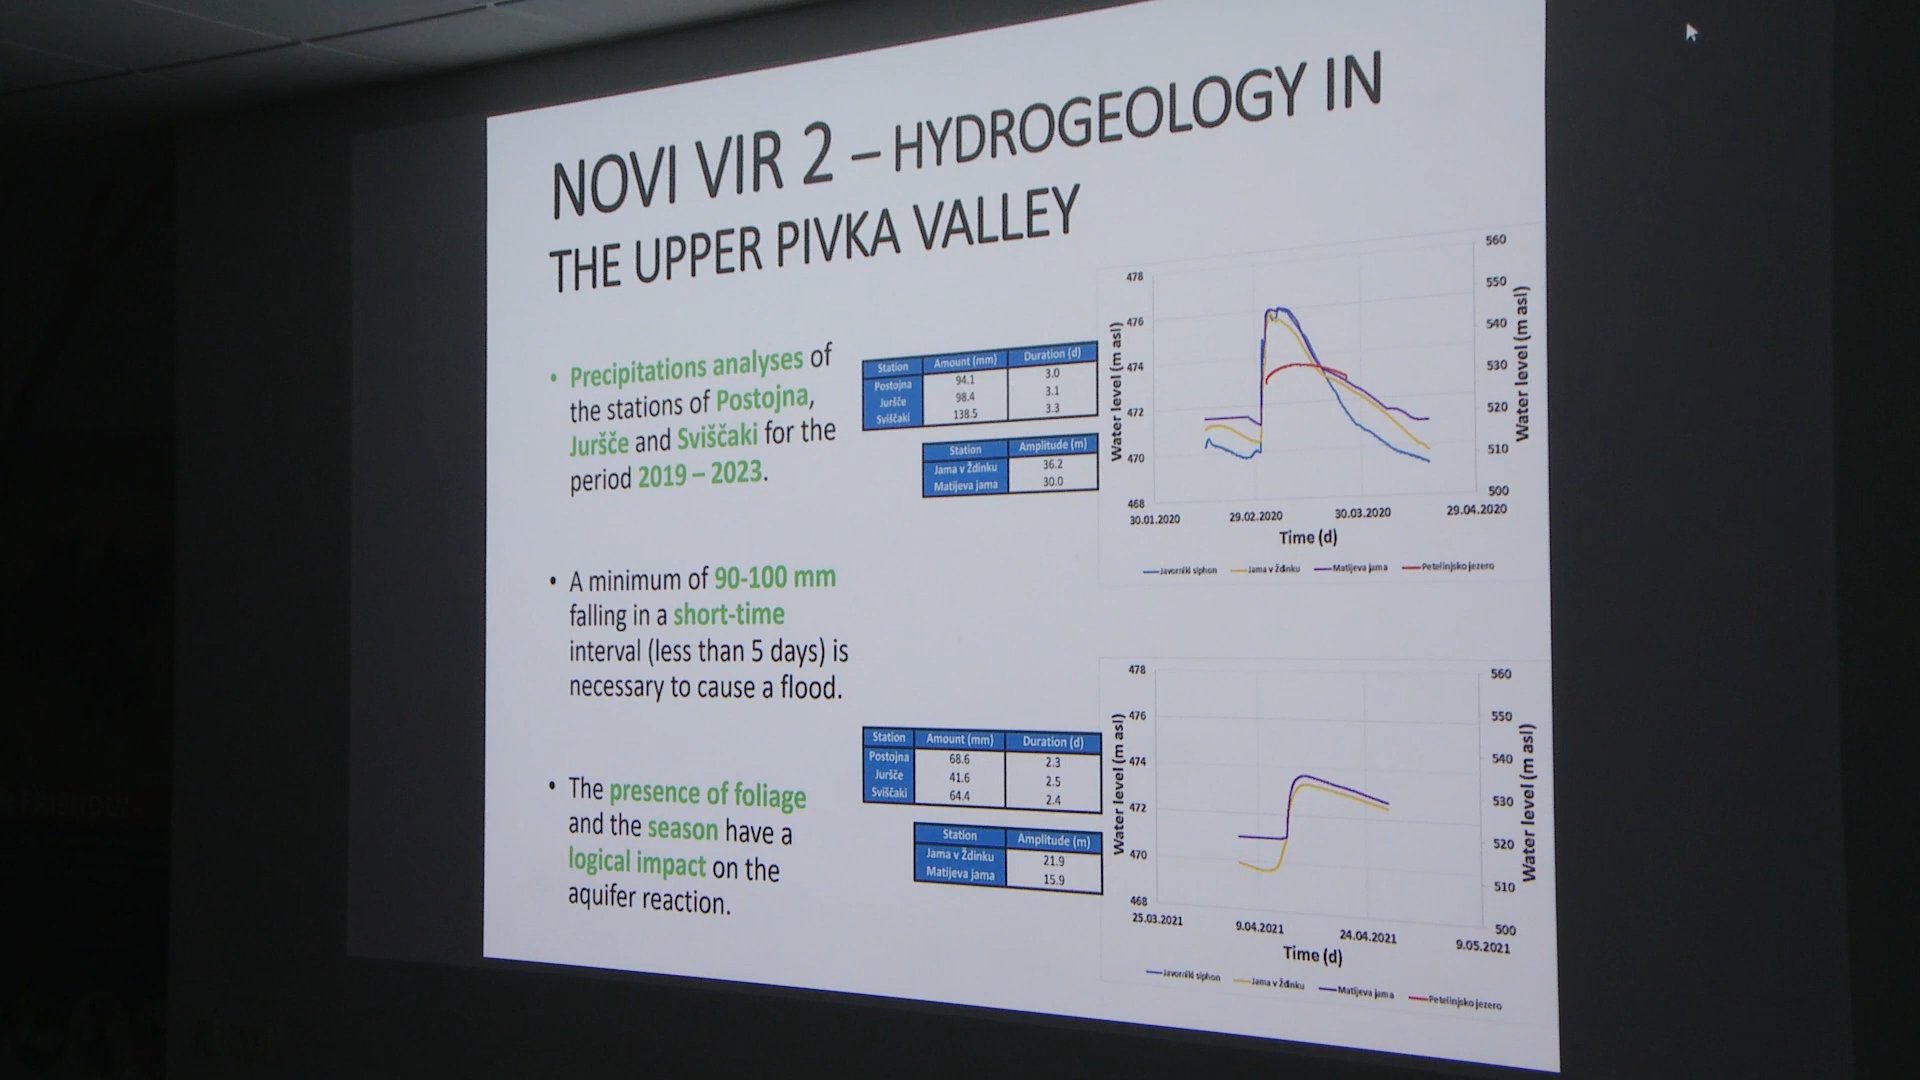 NOVI VIR 2 – HYDROGEOLOGY IN
THE UPPER PIVKA VALLEY
• Precipitations analyses of
the stations of Postojna,
Juršče and Sviščaki for the
period 2019 – 2023.
• A minimum of 90-100 mm
falling in a short-time
interval (less than 5 days) is
necessary to cause a flood.
• The presence of foliage
and the season have a
logical impact on the
aquifer reaction.
Station Amount (mm) Duration (d)
Postojna 94.1 3.0
Juršče 98.4 3.1
Sviščaki 138.5 3.3
Station Amplitude (m)
Jama v Ždinku 36.2
Matijeva jama 30.0
Station Amount (mm) Duration (d)
Postojna 68.6 2.3
Juršče 41.6 2.5
Sviščaki 64.4 2.4
Station Amplitude (m)
Jama v Ždinku 21.9
Matijeva jama 15.9
Water level (m asl)
478
476
474
472
470
468
560
550
540
530
520
510
500
Water level (m asl)
30.01.2020 29.02.2020 30.03.2020 29.04.2020
Time (d)
Javorniki siphon Jama v Ždinku Matijeva jama Petelinjsko jezero
Water level (m asl)
478
476
474
472
470
468
560
550
540
530
520
510
500
Water level (m asl)
25.03.2021 9.04.2021 24.04.2021 9.05.2021
Time (d)
Javorniki siphon Jama v Ždinku Matijeva jama Petelinjsko jezero